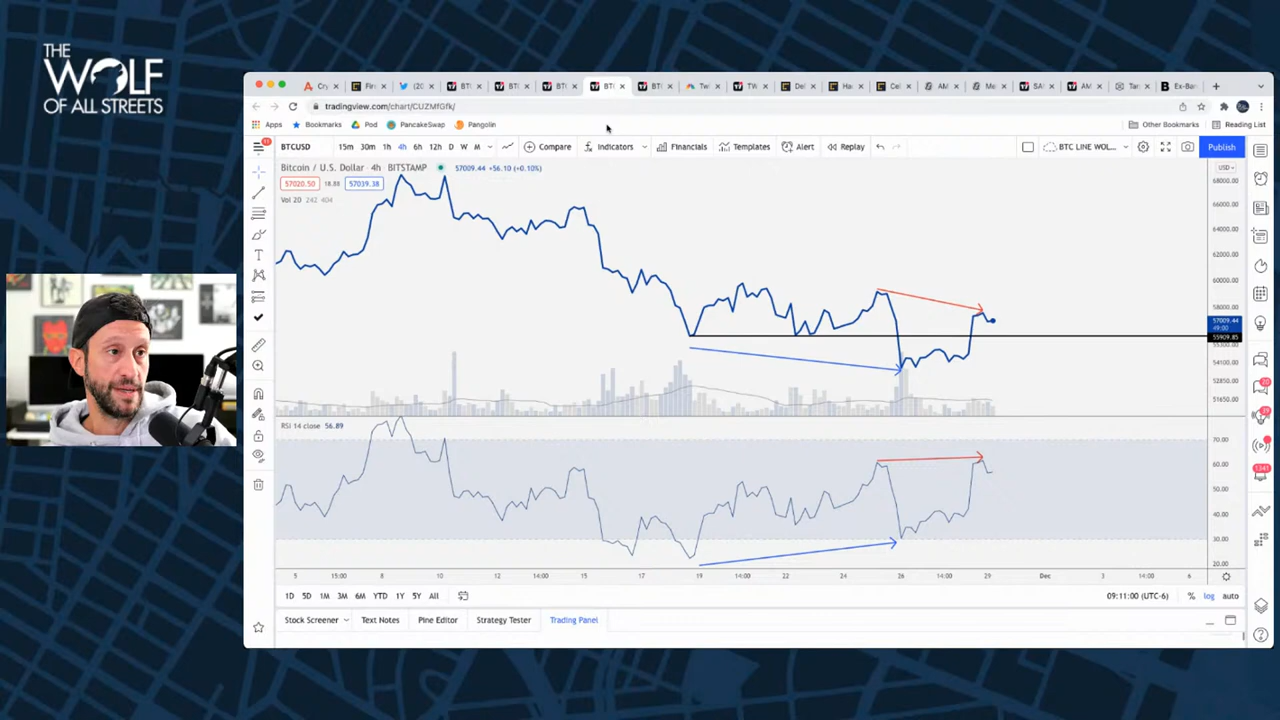 THE
WOLF
OF ALL STREETS
tradingview.com/chart/CUZMfGfk/
Apps Bookmarks Pod PancakeSwap Pangolin Other Bookmarks Reading List
BTCUSD 15m 30m 1h 4h 6h 12h D W M Compare Indicators Financials Templates Alert Replay BTC LINE WOL... Publish
Bitcoin / U.S. Dollar · 4h · BITSTAMP 57009.44 +56.10 (+0.10%)
57020.50 18.88 57039.38
Vol 20 242 404
USD
68000.00
66000.00
64000.00
62000.00
60000.00
58000.00
57009.44
49:00
55909.85
54100.00
52850.00
51650.00
RSI 14 close 56.89
70.00
60.00
50.00
40.00
30.00
20.00
5 15:00 8 10 12 14:00 15 17 19 14:00 22 24 26 14:00 29 Dec 3 14:00 6
1D 5D 1M 3M 6M YTD 1Y 5Y All 09:11:00 (UTC-6) % log auto
Stock Screener Text Notes Pine Editor Strategy Tester Trading Panel